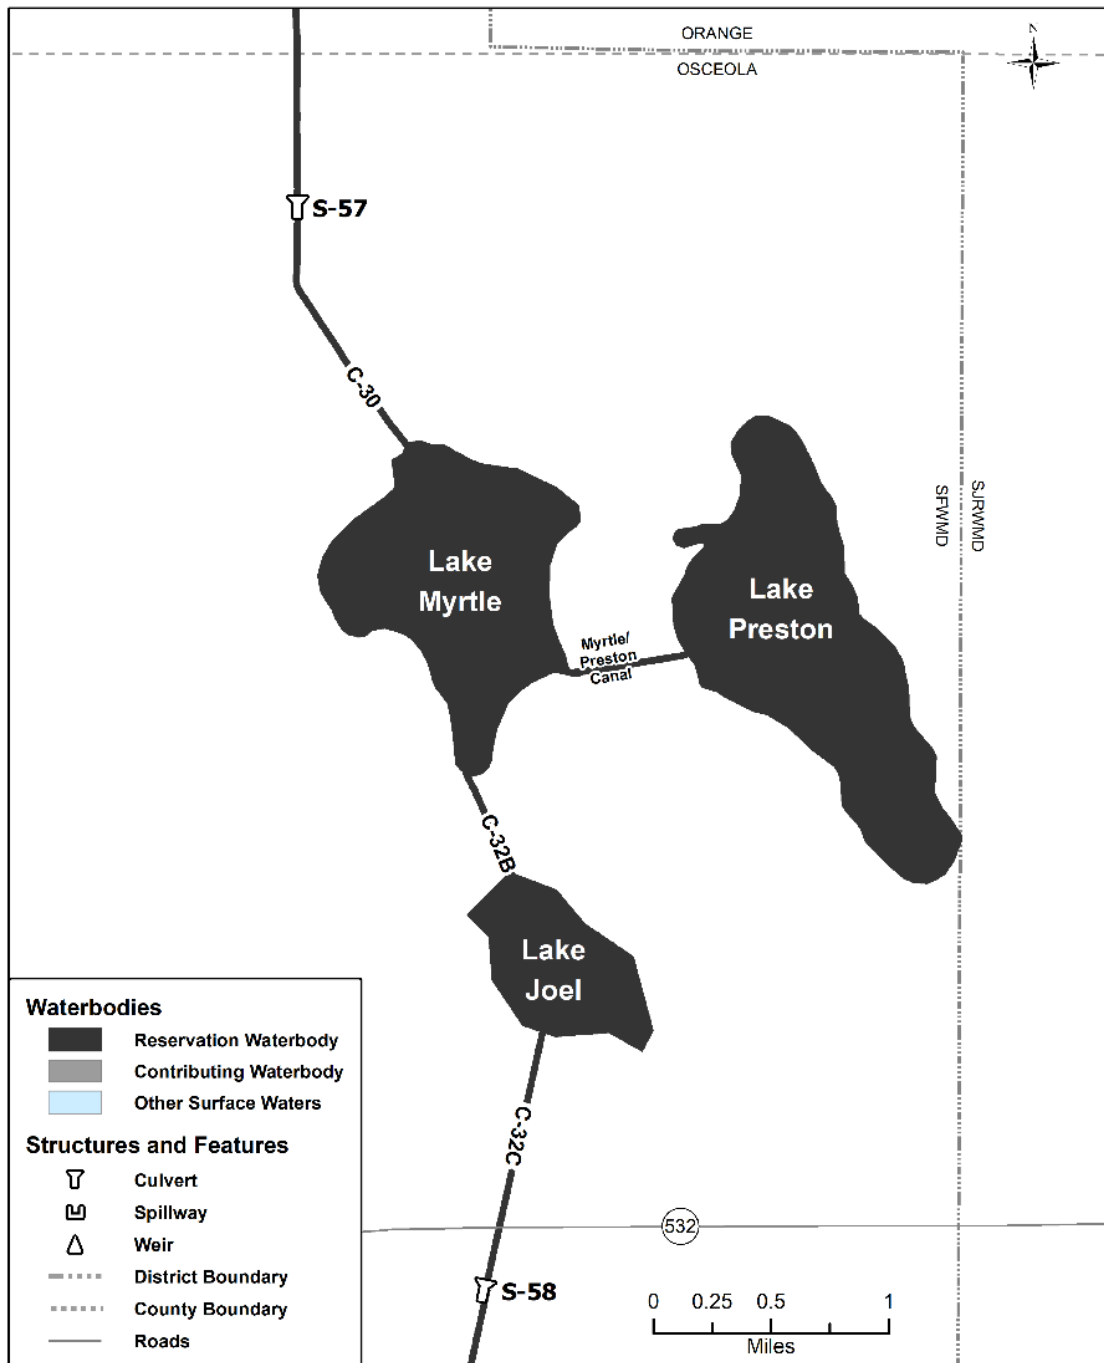 ORANGE
OSCEOLA
N
S-57
C-30
SFWMD
SJRWMD
Lake
Myrtle
Lake
Preston
Myrtle/
Preston
Canal
C-32B
Lake
Joel
C-32C
532
S-58
Waterbodies
Reservation Waterbody
Contributing Waterbody
Other Surface Waters
Structures and Features
Culvert
Spillway
Weir
District Boundary
County Boundary
Roads
0 0.25 0.5 1
Miles